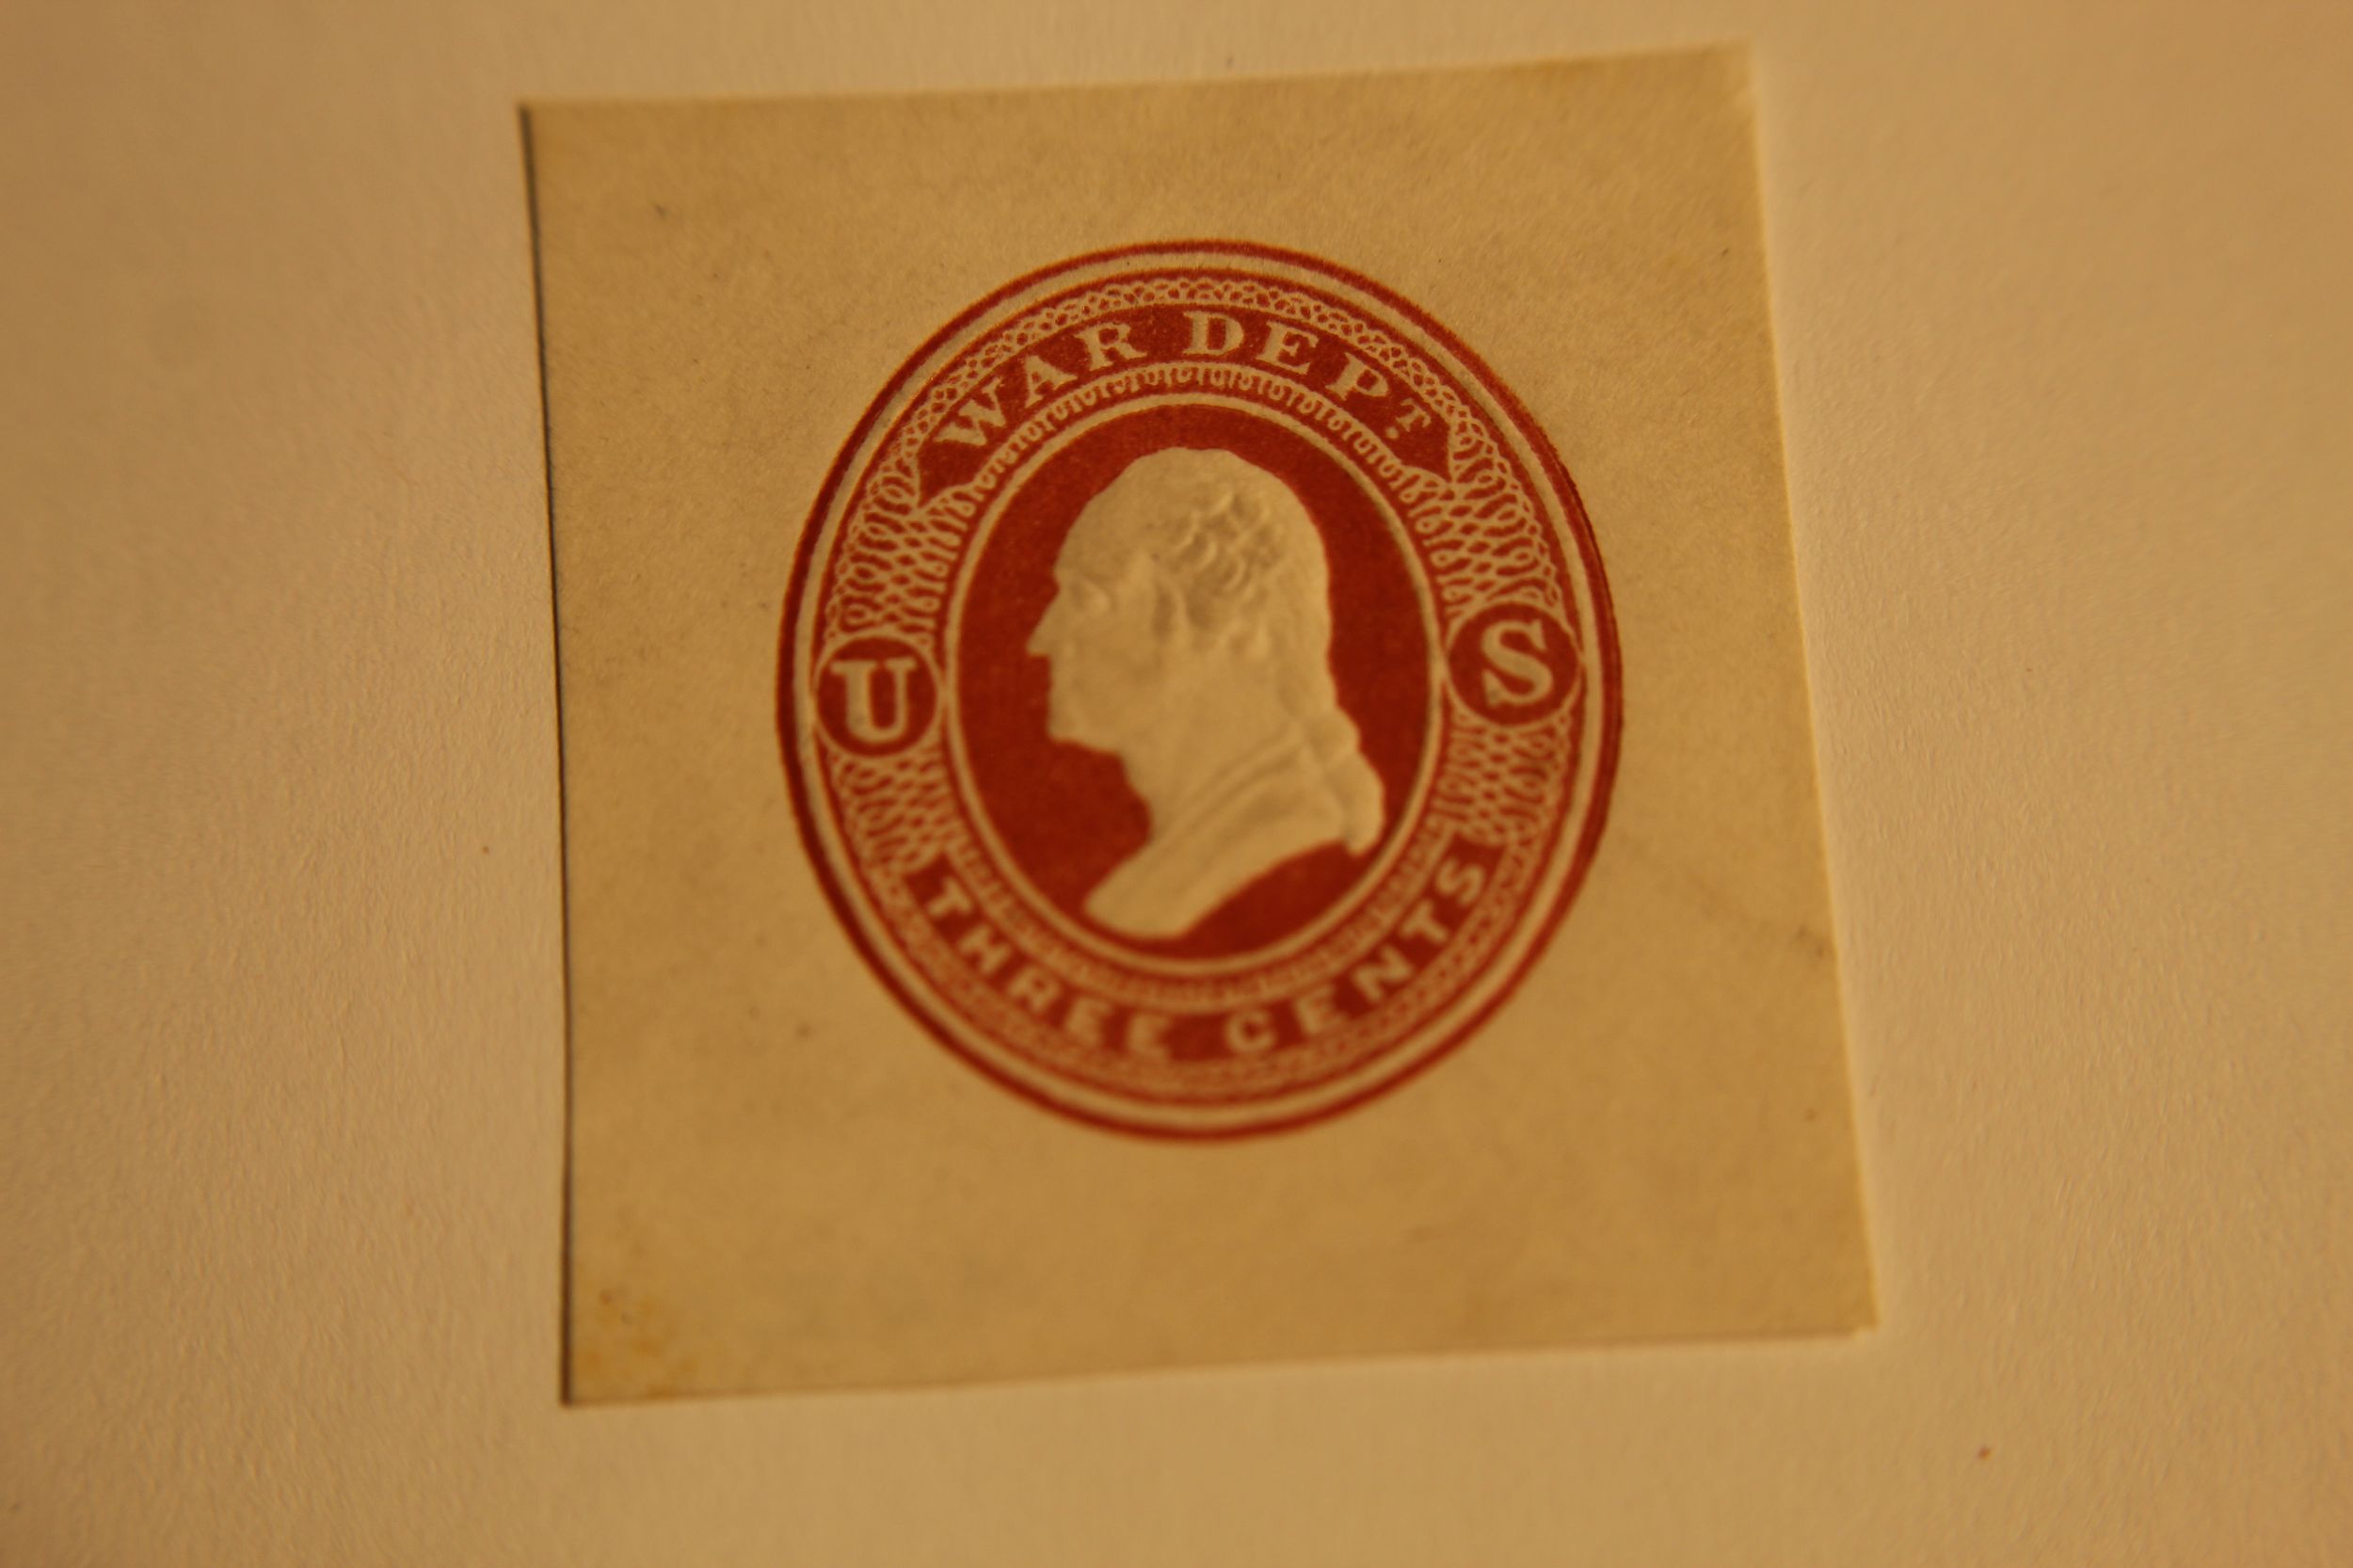 WAR DEPT.
U S
THREE CENTS